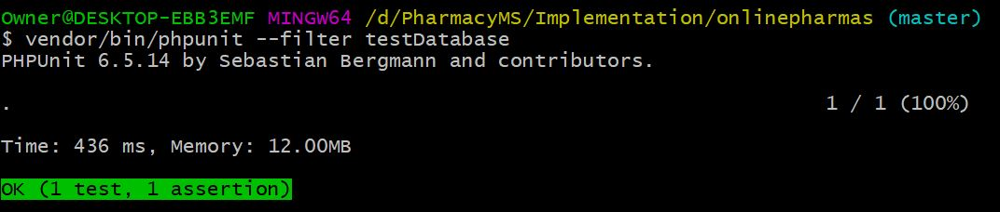 Owner@DESKTOP-EBB3EMF MINGW64 /d/PharmacyMS/Implementation/onlinepharmas (master)
$ vendor/bin/phpunit --filter testDatabase
PHPUnit 6.5.14 by Sebastian Bergmann and contributors.
. 1 / 1 (100%)
Time: 436 ms, Memory: 12.00MB
OK (1 test, 1 assertion)